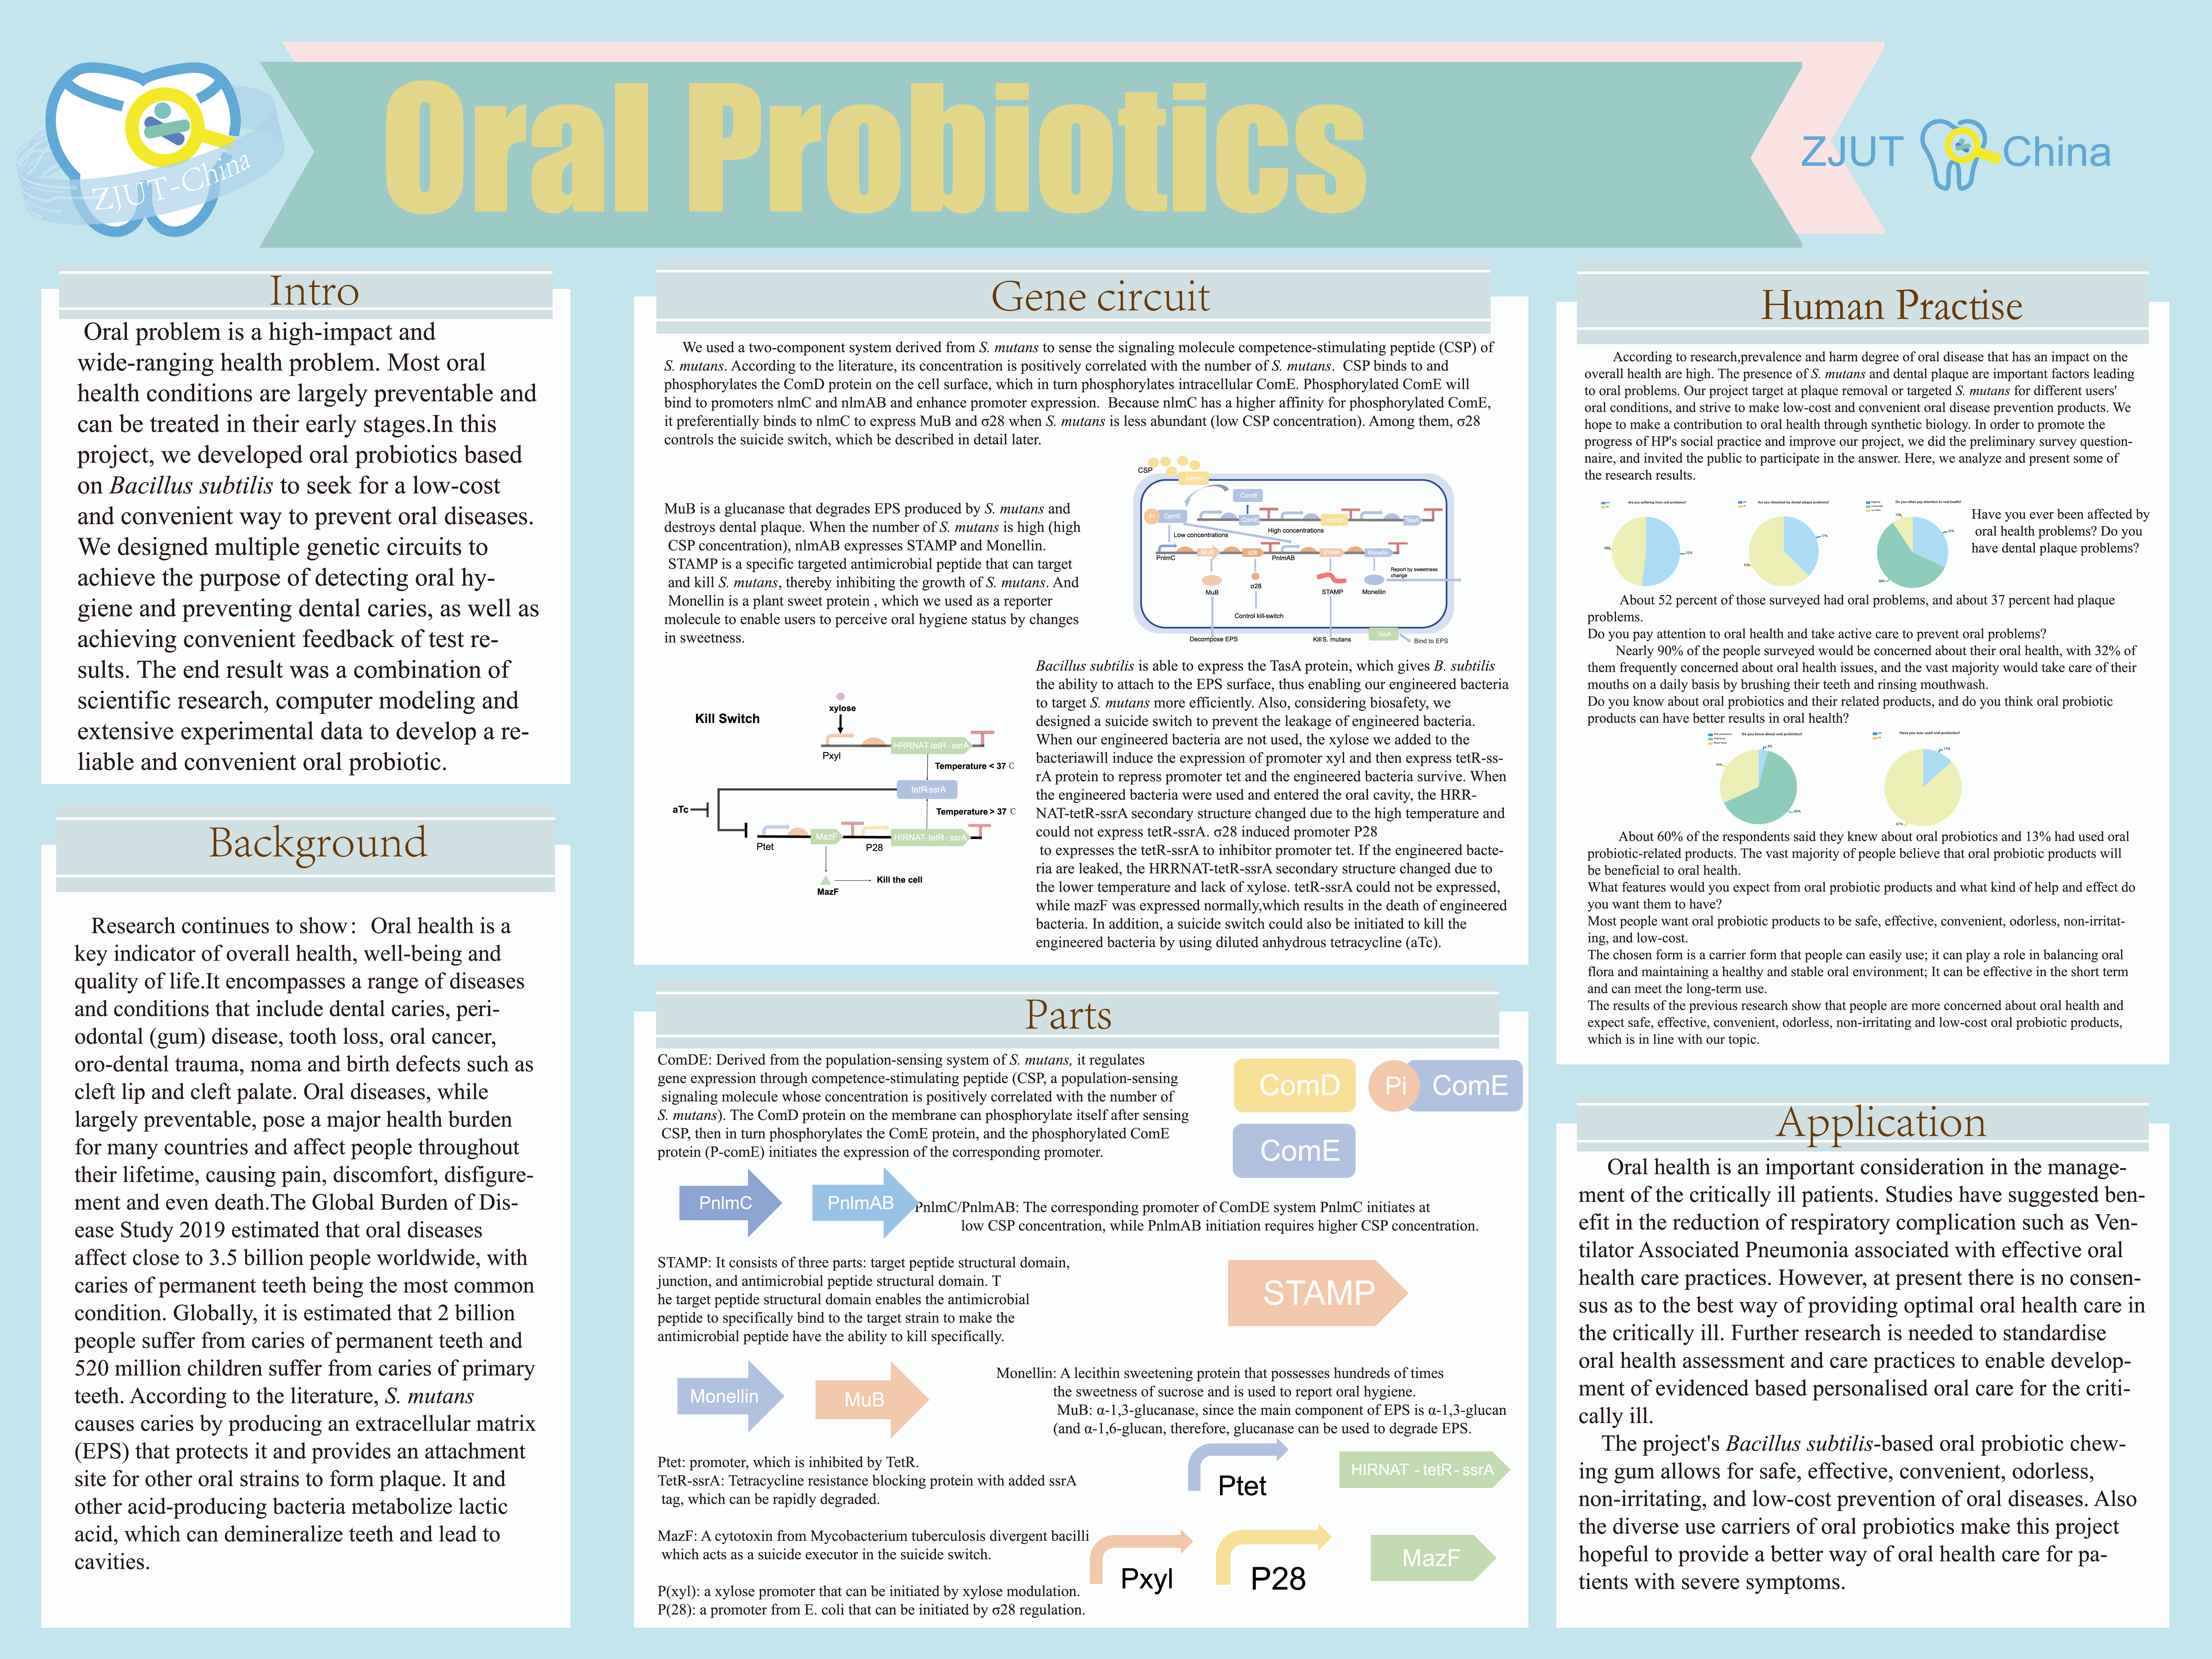 Oral Probiotics
ZJUT-China
ZJUT China
Intro
Oral problem is a high-impact and
wide-ranging health problem. Most oral
health conditions are largely preventable and
can be treated in their early stages.In this
project, we developed oral probiotics based
on Bacillus subtilis to seek for a low-cost
and convenient way to prevent oral diseases.
We designed multiple genetic circuits to
achieve the purpose of detecting oral hy-
giene and preventing dental caries, as well as
achieving convenient feedback of test re-
sults. The end result was a combination of
scientific research, computer modeling and
extensive experimental data to develop a re-
liable and convenient oral probiotic.
Background
Research continues to show： Oral health is a
key indicator of overall health, well-being and
quality of life.It encompasses a range of diseases
and conditions that include dental caries, peri-
odontal (gum) disease, tooth loss, oral cancer,
oro-dental trauma, noma and birth defects such as
cleft lip and cleft palate. Oral diseases, while
largely preventable, pose a major health burden
for many countries and affect people throughout
their lifetime, causing pain, discomfort, disfigure-
ment and even death.The Global Burden of Dis-
ease Study 2019 estimated that oral diseases
affect close to 3.5 billion people worldwide, with
caries of permanent teeth being the most common
condition. Globally, it is estimated that 2 billion
people suffer from caries of permanent teeth and
520 million children suffer from caries of primary
teeth. According to the literature, S. mutans
causes caries by producing an extracellular matrix
(EPS) that protects it and provides an attachment
site for other oral strains to form plaque. It and
other acid-producing bacteria metabolize lactic
acid, which can demineralize teeth and lead to
cavities.
Gene circuit
We used a two-component system derived from S. mutans to sense the signaling molecule competence-stimulating peptide (CSP) of
S. mutans. According to the literature, its concentration is positively correlated with the number of S. mutans. CSP binds to and
phosphorylates the ComD protein on the cell surface, which in turn phosphorylates intracellular ComE. Phosphorylated ComE will
bind to promoters nlmC and nlmAB and enhance promoter expression. Because nlmC has a higher affinity for phosphorylated ComE,
it preferentially binds to nlmC to express MuB and σ28 when S. mutans is less abundant (low CSP concentration). Among them, σ28
controls the suicide switch, which be described in detail later.
MuB is a glucanase that degrades EPS produced by S. mutans and
destroys dental plaque. When the number of S. mutans is high (high
CSP concentration), nlmAB expresses STAMP and Monellin.
STAMP is a specific targeted antimicrobial peptide that can target
and kill S. mutans, thereby inhibiting the growth of S. mutans. And
Monellin is a plant sweet protein , which we used as a reporter
molecule to enable users to perceive oral hygiene status by changes
in sweetness.
CSP
ComD
ComE
Pi ComE
ComE
ComD
TasA
Low concentrations
High concentrations
PnlmC
MuB
σ28
PnlmAB
STAMP
Monellin
Report by sweetness
change
MuB
σ28
STAMP
Monellin
Control kill-switch
Decompose EPS
Kill S. mutans
TasA
Bind to EPS
Kill Switch
xylose
Pxyl
HRRNAT-tetR-ssrA
Temperature < 37 ℃
tetR-ssrA
Temperature > 37 ℃
aTc
Ptet
MazF
P28
HIRNAT-tetR-ssrA
MazF
Kill the cell
Bacillus subtilis is able to express the TasA protein, which gives B. subtilis
the ability to attach to the EPS surface, thus enabling our engineered bacteria
to target S. mutans more efficiently. Also, considering biosafety, we
designed a suicide switch to prevent the leakage of engineered bacteria.
When our engineered bacteria are not used, the xylose we added to the
bacteriawill induce the expression of promoter xyl and then express tetR-ss-
rA protein to repress promoter tet and the engineered bacteria survive. When
the engineered bacteria were used and entered the oral cavity, the HRR-
NAT-tetR-ssrA secondary structure changed due to the high temperature and
could not express tetR-ssrA. σ28 induced promoter P28
to expresses the tetR-ssrA to inhibitor promoter tet. If the engineered bacte-
ria are leaked, the HRRNAT-tetR-ssrA secondary structure changed due to
the lower temperature and lack of xylose. tetR-ssrA could not be expressed,
while mazF was expressed normally,which results in the death of engineered
bacteria. In addition, a suicide switch could also be initiated to kill the
engineered bacteria by using diluted anhydrous tetracycline (aTc).
Parts
ComDE: Derived from the population-sensing system of S. mutans, it regulates
gene expression through competence-stimulating peptide (CSP, a population-sensing
signaling molecule whose concentration is positively correlated with the number of
S. mutans). The ComD protein on the membrane can phosphorylate itself after sensing
CSP, then in turn phosphorylates the ComE protein, and the phosphorylated ComE
protein (P-comE) initiates the expression of the corresponding promoter.
ComD
Pi ComE
ComE
PnlmC
PnlmAB
PnlmC/PnlmAB: The corresponding promoter of ComDE system PnlmC initiates at
low CSP concentration, while PnlmAB initiation requires higher CSP concentration.
STAMP: It consists of three parts: target peptide structural domain,
junction, and antimicrobial peptide structural domain. T
he target peptide structural domain enables the antimicrobial
peptide to specifically bind to the target strain to make the
antimicrobial peptide have the ability to kill specifically.
STAMP
Monellin
MuB
Monellin: A lecithin sweetening protein that possesses hundreds of times
the sweetness of sucrose and is used to report oral hygiene.
MuB: α-1,3-glucanase, since the main component of EPS is α-1,3-glucan
(and α-1,6-glucan, therefore, glucanase can be used to degrade EPS.
Ptet: promoter, which is inhibited by TetR.
TetR-ssrA: Tetracycline resistance blocking protein with added ssrA
tag, which can be rapidly degraded.
Ptet
HIRNAT - tetR- ssrA
MazF: A cytotoxin from Mycobacterium tuberculosis divergent bacilli
which acts as a suicide executor in the suicide switch.
P(xyl): a xylose promoter that can be initiated by xylose modulation.
P(28): a promoter from E. coli that can be initiated by σ28 regulation.
Pxyl
P28
MazF
Human Practise
According to research,prevalence and harm degree of oral disease that has an impact on the
overall health are high. The presence of S. mutans and dental plaque are important factors leading
to oral problems. Our project target at plaque removal or targeted S. mutans for different users'
oral conditions, and strive to make low-cost and convenient oral disease prevention products. We
hope to make a contribution to oral health through synthetic biology. In order to promote the
progress of HP's social practice and improve our project, we did the preliminary survey question-
naire, and invited the public to participate in the answer. Here, we analyze and present some of
the research results.
Are you suffering from oral problems?
Are you disturbed by dental plaque problems?
Do you often pay attention to oral health?
Have you ever been affected by
oral health problems? Do you
have dental plaque problems?
About 52 percent of those surveyed had oral problems, and about 37 percent had plaque
problems.
Do you pay attention to oral health and take active care to prevent oral problems?
Nearly 90% of the people surveyed would be concerned about their oral health, with 32% of
them frequently concerned about oral health issues, and the vast majority would take care of their
mouths on a daily basis by brushing their teeth and rinsing mouthwash.
Do you know about oral probiotics and their related products, and do you think oral probiotic
products can have better results in oral health?
Do you know about oral probiotics?
Have you ever used oral probiotics?
About 60% of the respondents said they knew about oral probiotics and 13% had used oral
probiotic-related products. The vast majority of people believe that oral probiotic products will
be beneficial to oral health.
What features would you expect from oral probiotic products and what kind of help and effect do
you want them to have?
Most people want oral probiotic products to be safe, effective, convenient, odorless, non-irritat-
ing, and low-cost.
The chosen form is a carrier form that people can easily use; it can play a role in balancing oral
flora and maintaining a healthy and stable oral environment; It can be effective in the short term
and can meet the long-term use.
The results of the previous research show that people are more concerned about oral health and
expect safe, effective, convenient, odorless, non-irritating and low-cost oral probiotic products,
which is in line with our topic.
Application
Oral health is an important consideration in the manage-
ment of the critically ill patients. Studies have suggested ben-
efit in the reduction of respiratory complication such as Ven-
tilator Associated Pneumonia associated with effective oral
health care practices. However, at present there is no consen-
sus as to the best way of providing optimal oral health care in
the critically ill. Further research is needed to standardise
oral health assessment and care practices to enable develop-
ment of evidenced based personalised oral care for the criti-
cally ill.
The project's Bacillus subtilis-based oral probiotic chew-
ing gum allows for safe, effective, convenient, odorless,
non-irritating, and low-cost prevention of oral diseases. Also
the diverse use carriers of oral probiotics make this project
hopeful to provide a better way of oral health care for pa-
tients with severe symptoms.